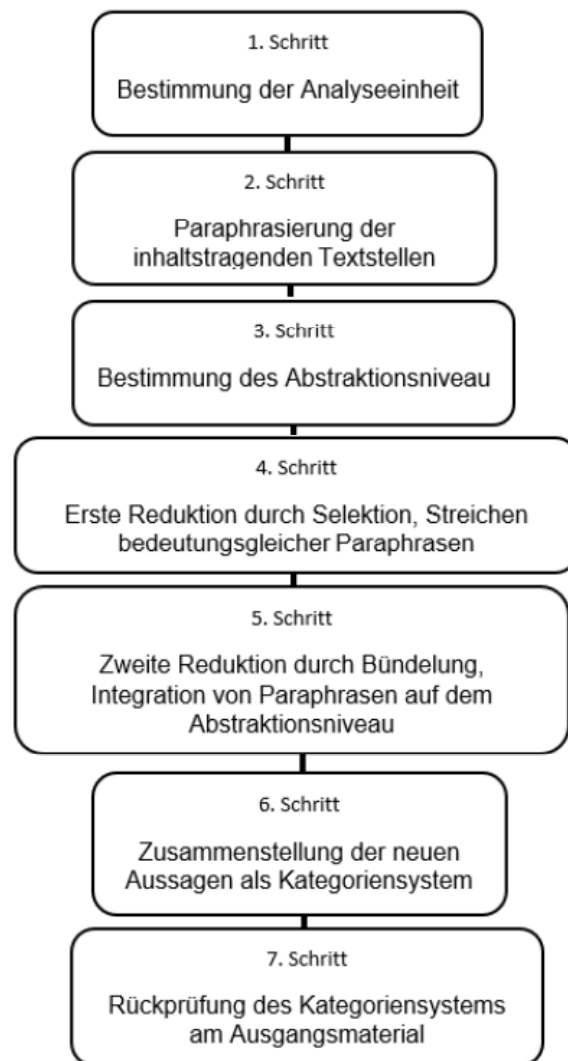 1. Schritt
Bestimmung der Analyseeinheit
2. Schritt
Paraphrasierung der
inhaltstragenden Textstellen
3. Schritt
Bestimmung des Abstraktionsniveau
4. Schritt
Erste Reduktion durch Selektion, Streichen
bedeutungsgleicher Paraphrasen
5. Schritt
Zweite Reduktion durch Bündelung,
Integration von Paraphrasen auf dem
Abstraktionsniveau
6. Schritt
Zusammenstellung der neuen
Aussagen als Kategoriensystem
7. Schritt
Rückprüfung des Kategoriensystems
am Ausgangsmaterial